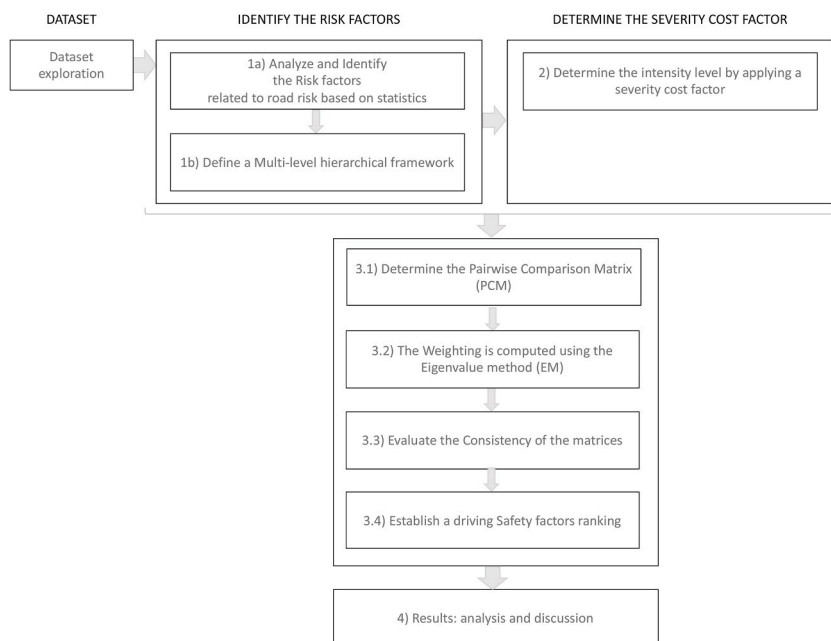 DATASET
IDENTIFY THE RISK FACTORS
DETERMINE THE SEVERITY COST FACTOR
Dataset
exploration
1a) Analyze and Identify
the Risk factors
related to road risk based on statistics
1b) Define a Multi-level hierarchical framework
2) Determine the intensity level by applying a
severity cost factor
3.1) Determine the Pairwise Comparison Matrix
(PCM)
3.2) The Weighting is computed using the
Eigenvalue method (EM)
3.3) Evaluate the Consistency of the matrices
3.4) Establish a driving Safety factors ranking
4) Results: analysis and discussion